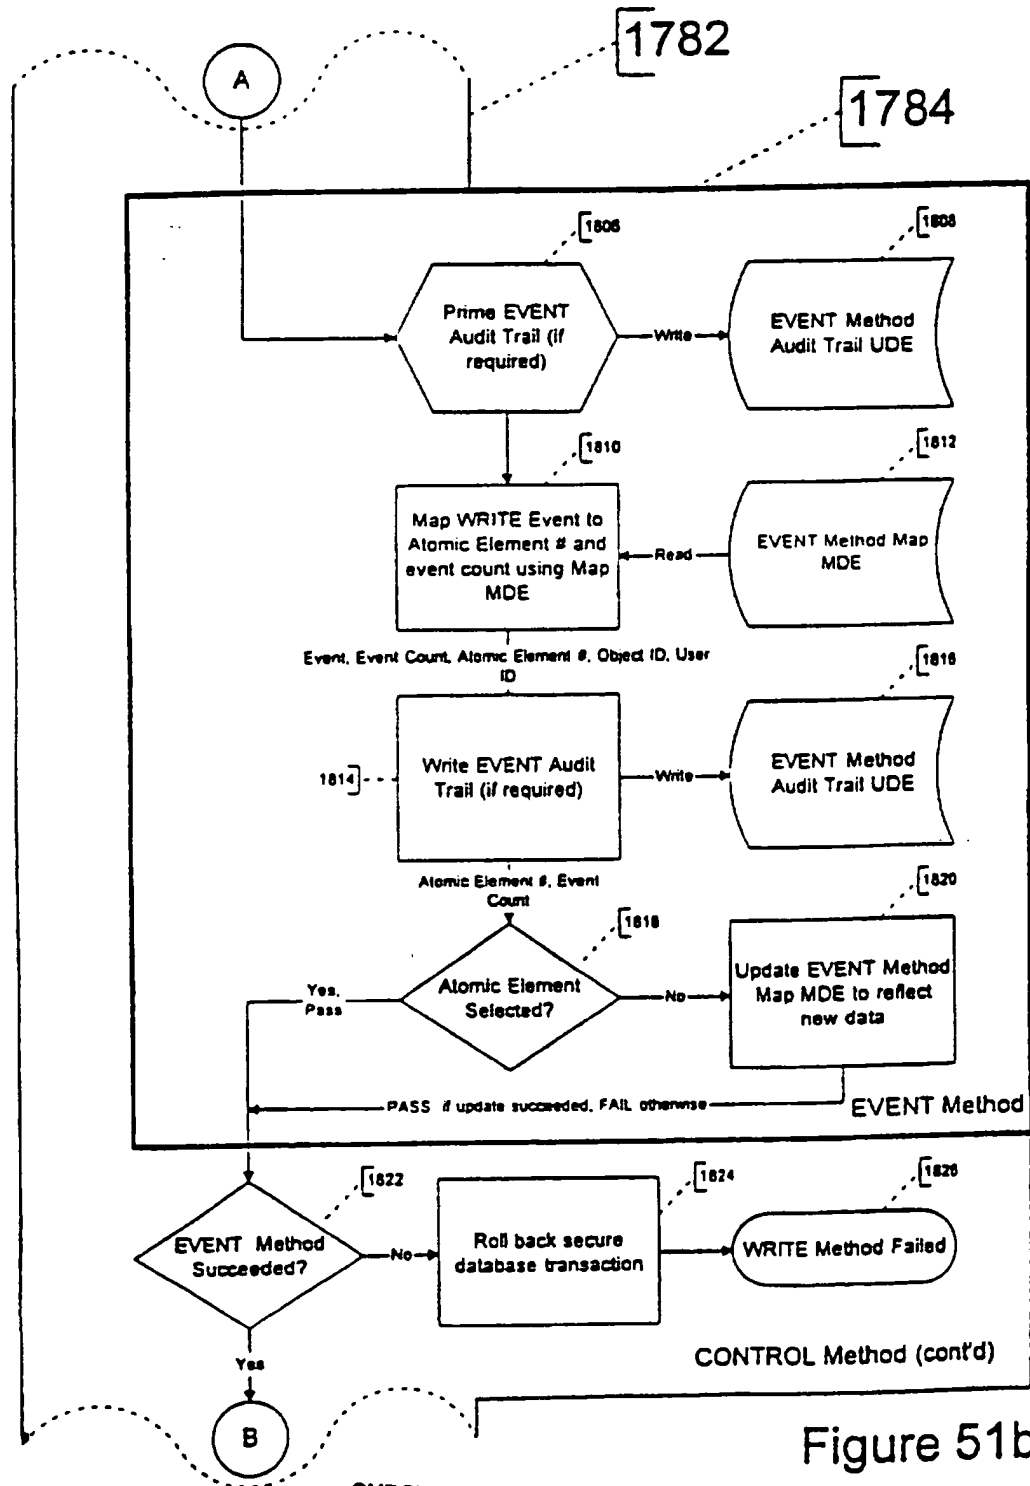 1782
A
1784
1806
1808
Prime EVENT
Audit Trail (if
required)
Write
EVENT Method
Audit Trail UDE
1810
1812
Map WRITE Event to
Atomic Element # and
event count using Map
MDE
Read
EVENT Method Map
MDE
Event, Event Count, Atomic Element #, Object ID, User
ID
1816
1814
Write EVENT Audit
Trail (if required)
Write
EVENT Method
Audit Trail UDE
Atomic Element #, Event
Count
1818
1820
Yes,
Pass
Atomic Element
Selected?
No
Update EVENT Method
Map MDE to reflect
new data
PASS if update succeeded, FAIL otherwise
EVENT Method
1822
1824
1826
EVENT Method
Succeeded?
No
Roll back secure
database transaction
WRITE Method Failed
Yes
CONTROL Method (cont'd)
B
Figure 51b